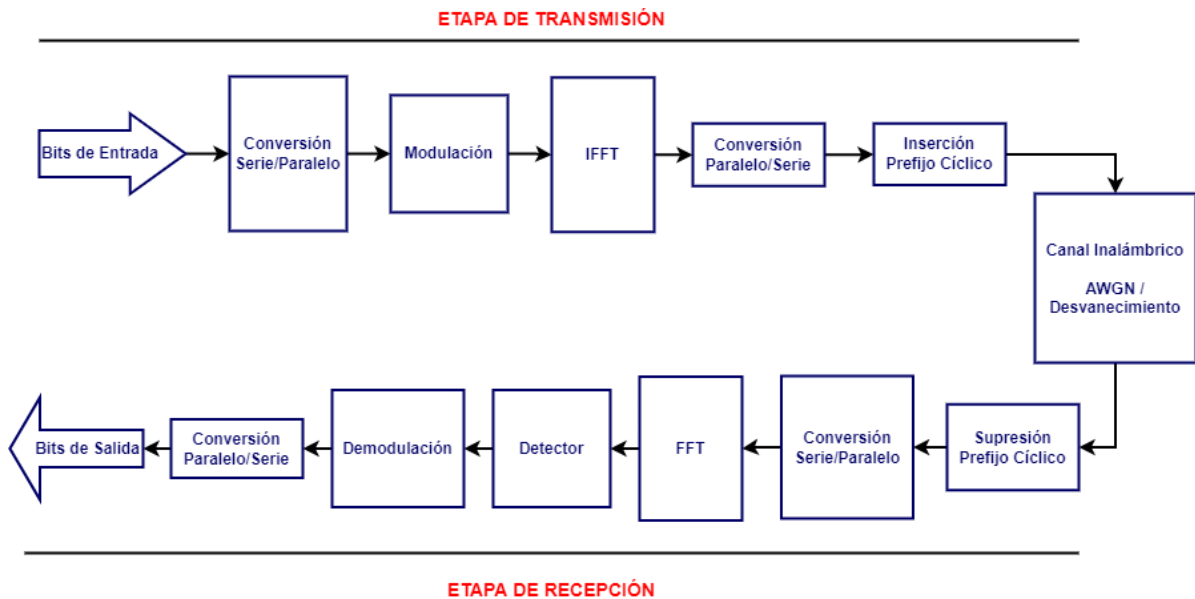 ETAPA DE TRANSMISIÓN
Bits de Entrada
Conversión
Serie/Paralelo
Modulación
IFFT
Conversión
Paralelo/Serie
Inserción
Prefijo Cíclico
Canal Inalámbrico
AWGN /
Desvanecimiento
Supresión
Prefijo Cíclico
Conversión
Serie/Paralelo
FFT
Detector
Demodulación
Conversión
Paralelo/Serie
Bits de Salida
ETAPA DE RECEPCIÓN